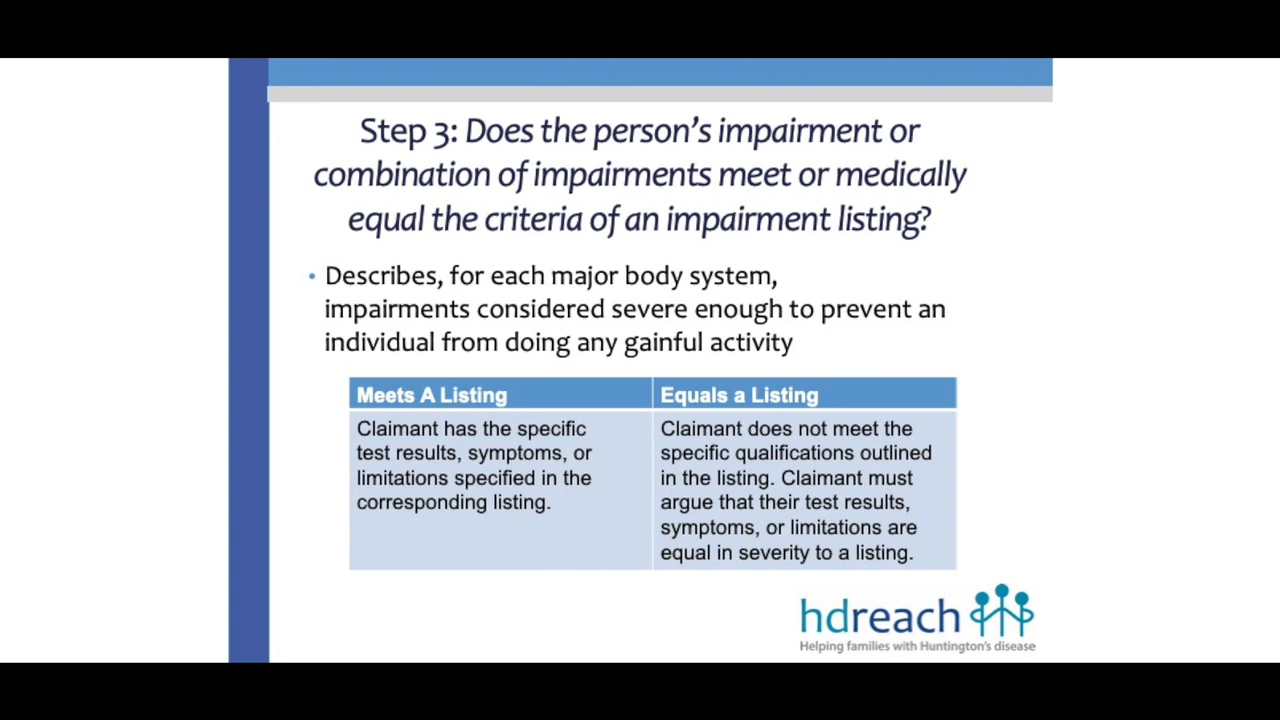 Step 3: Does the person's impairment or
combination of impairments meet or medically
equal the criteria of an impairment listing?
• Describes, for each major body system,
impairments considered severe enough to prevent an
individual from doing any gainful activity
Meets A Listing
Claimant has the specific
test results, symptoms, or
limitations specified in the
corresponding listing.
Equals a Listing
Claimant does not meet the
specific qualifications outlined
in the listing. Claimant must
argue that their test results,
symptoms, or limitations are
equal in severity to a listing.
hdreach
Helping families with Huntington's disease